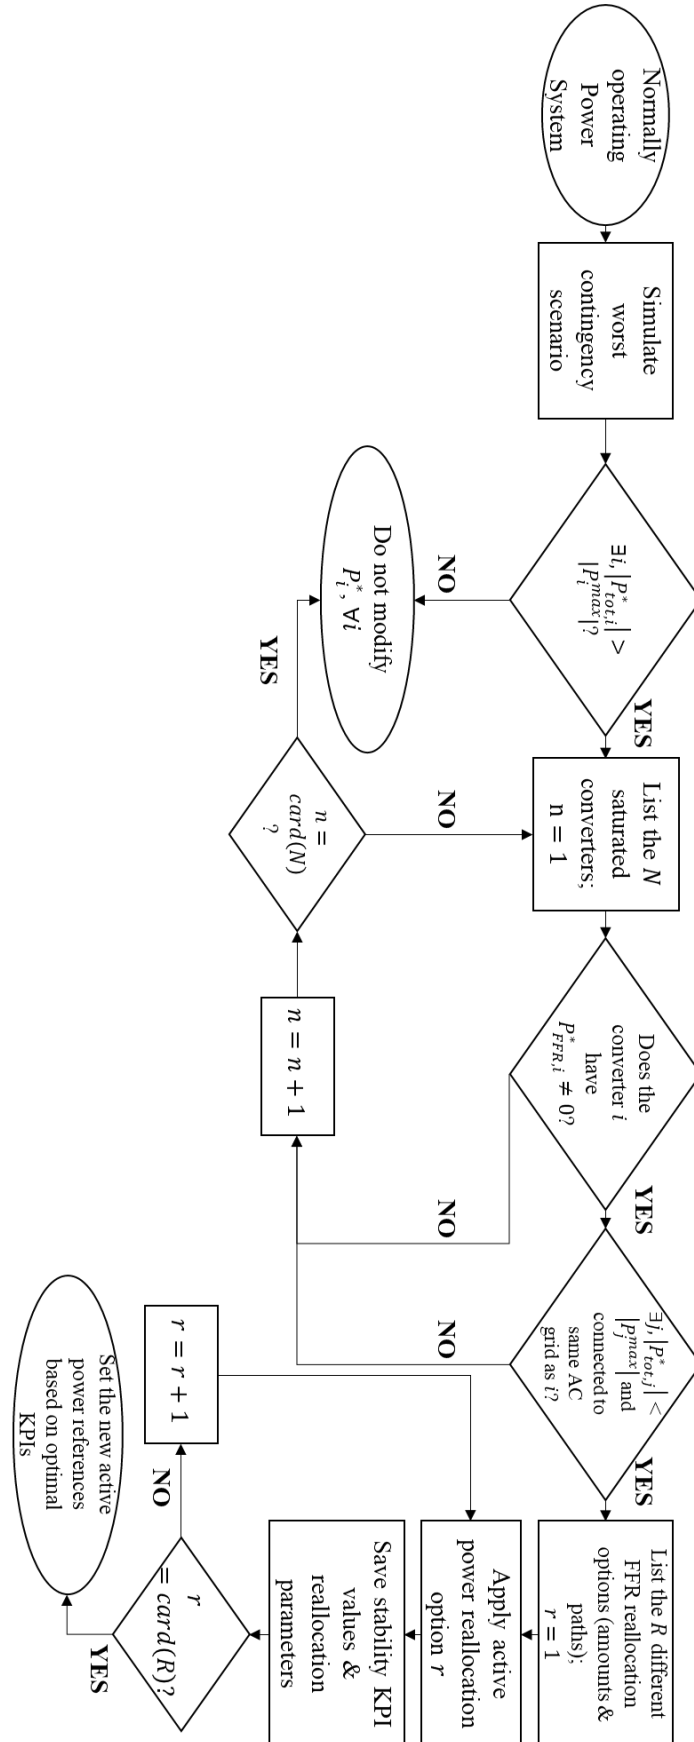 Normally
operating
Power
System
Simulate
worst
contingency
scenario
∃i, |P*tot,i| >
|Pimax|?
NO
YES
Do not modify
Pi*, ∀i
List the N
saturated
converters;
n = 1
Does the
converter i
have
P*FFR,i ≠ 0?
NO
YES
n = n + 1
n =
card(N)
?
NO
YES
∃j, |P*tot,j| <
|Pjmax| and
connected to
same AC
grid as i?
NO
YES
List the R different
FFR reallocation
options (amounts &
paths);
r = 1
Apply active
power reallocation
option r
Save stability KPI
values &
reallocation
parameters
r
= card(R)?
NO
YES
r = r + 1
Set the new active
power references
based on optimal
KPIs